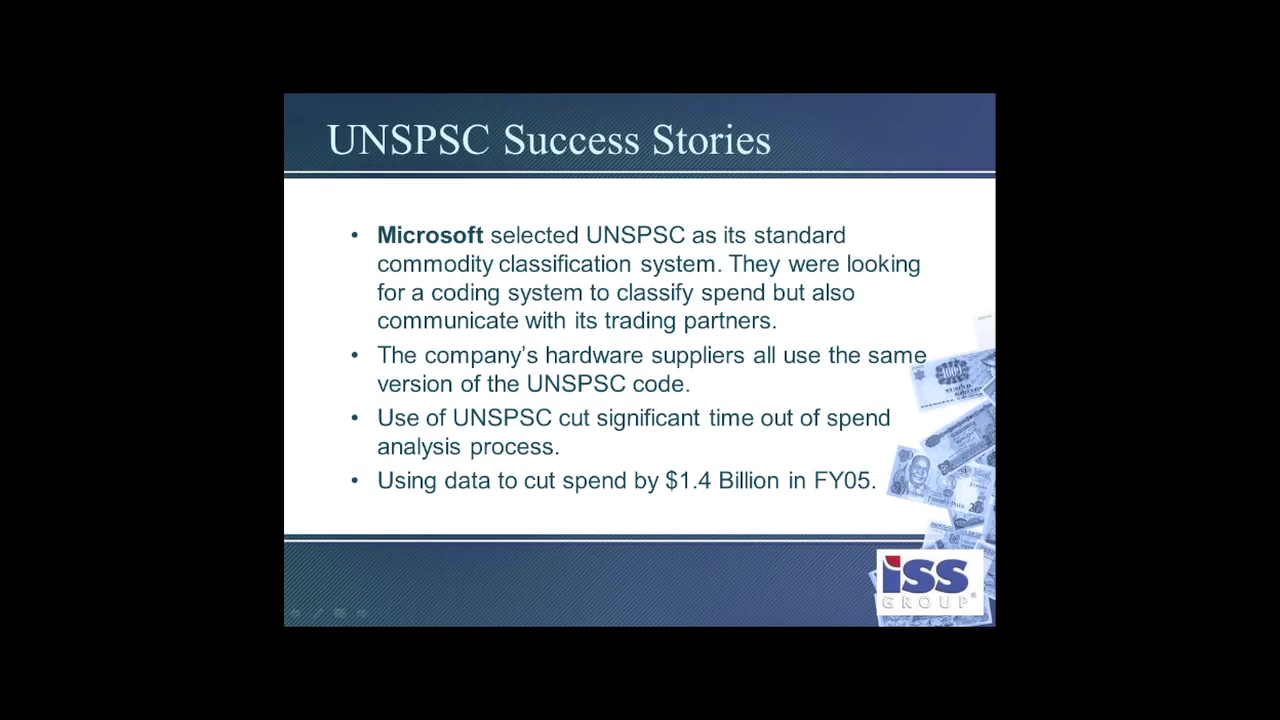 UNSPSC Success Stories
• Microsoft selected UNSPSC as its standard
commodity classification system. They were looking
for a coding system to classify spend but also
communicate with its trading partners.
• The company's hardware suppliers all use the same
version of the UNSPSC code.
• Use of UNSPSC cut significant time out of spend
analysis process.
• Using data to cut spend by $1.4 Billion in FY05.
iSS
GROUP®